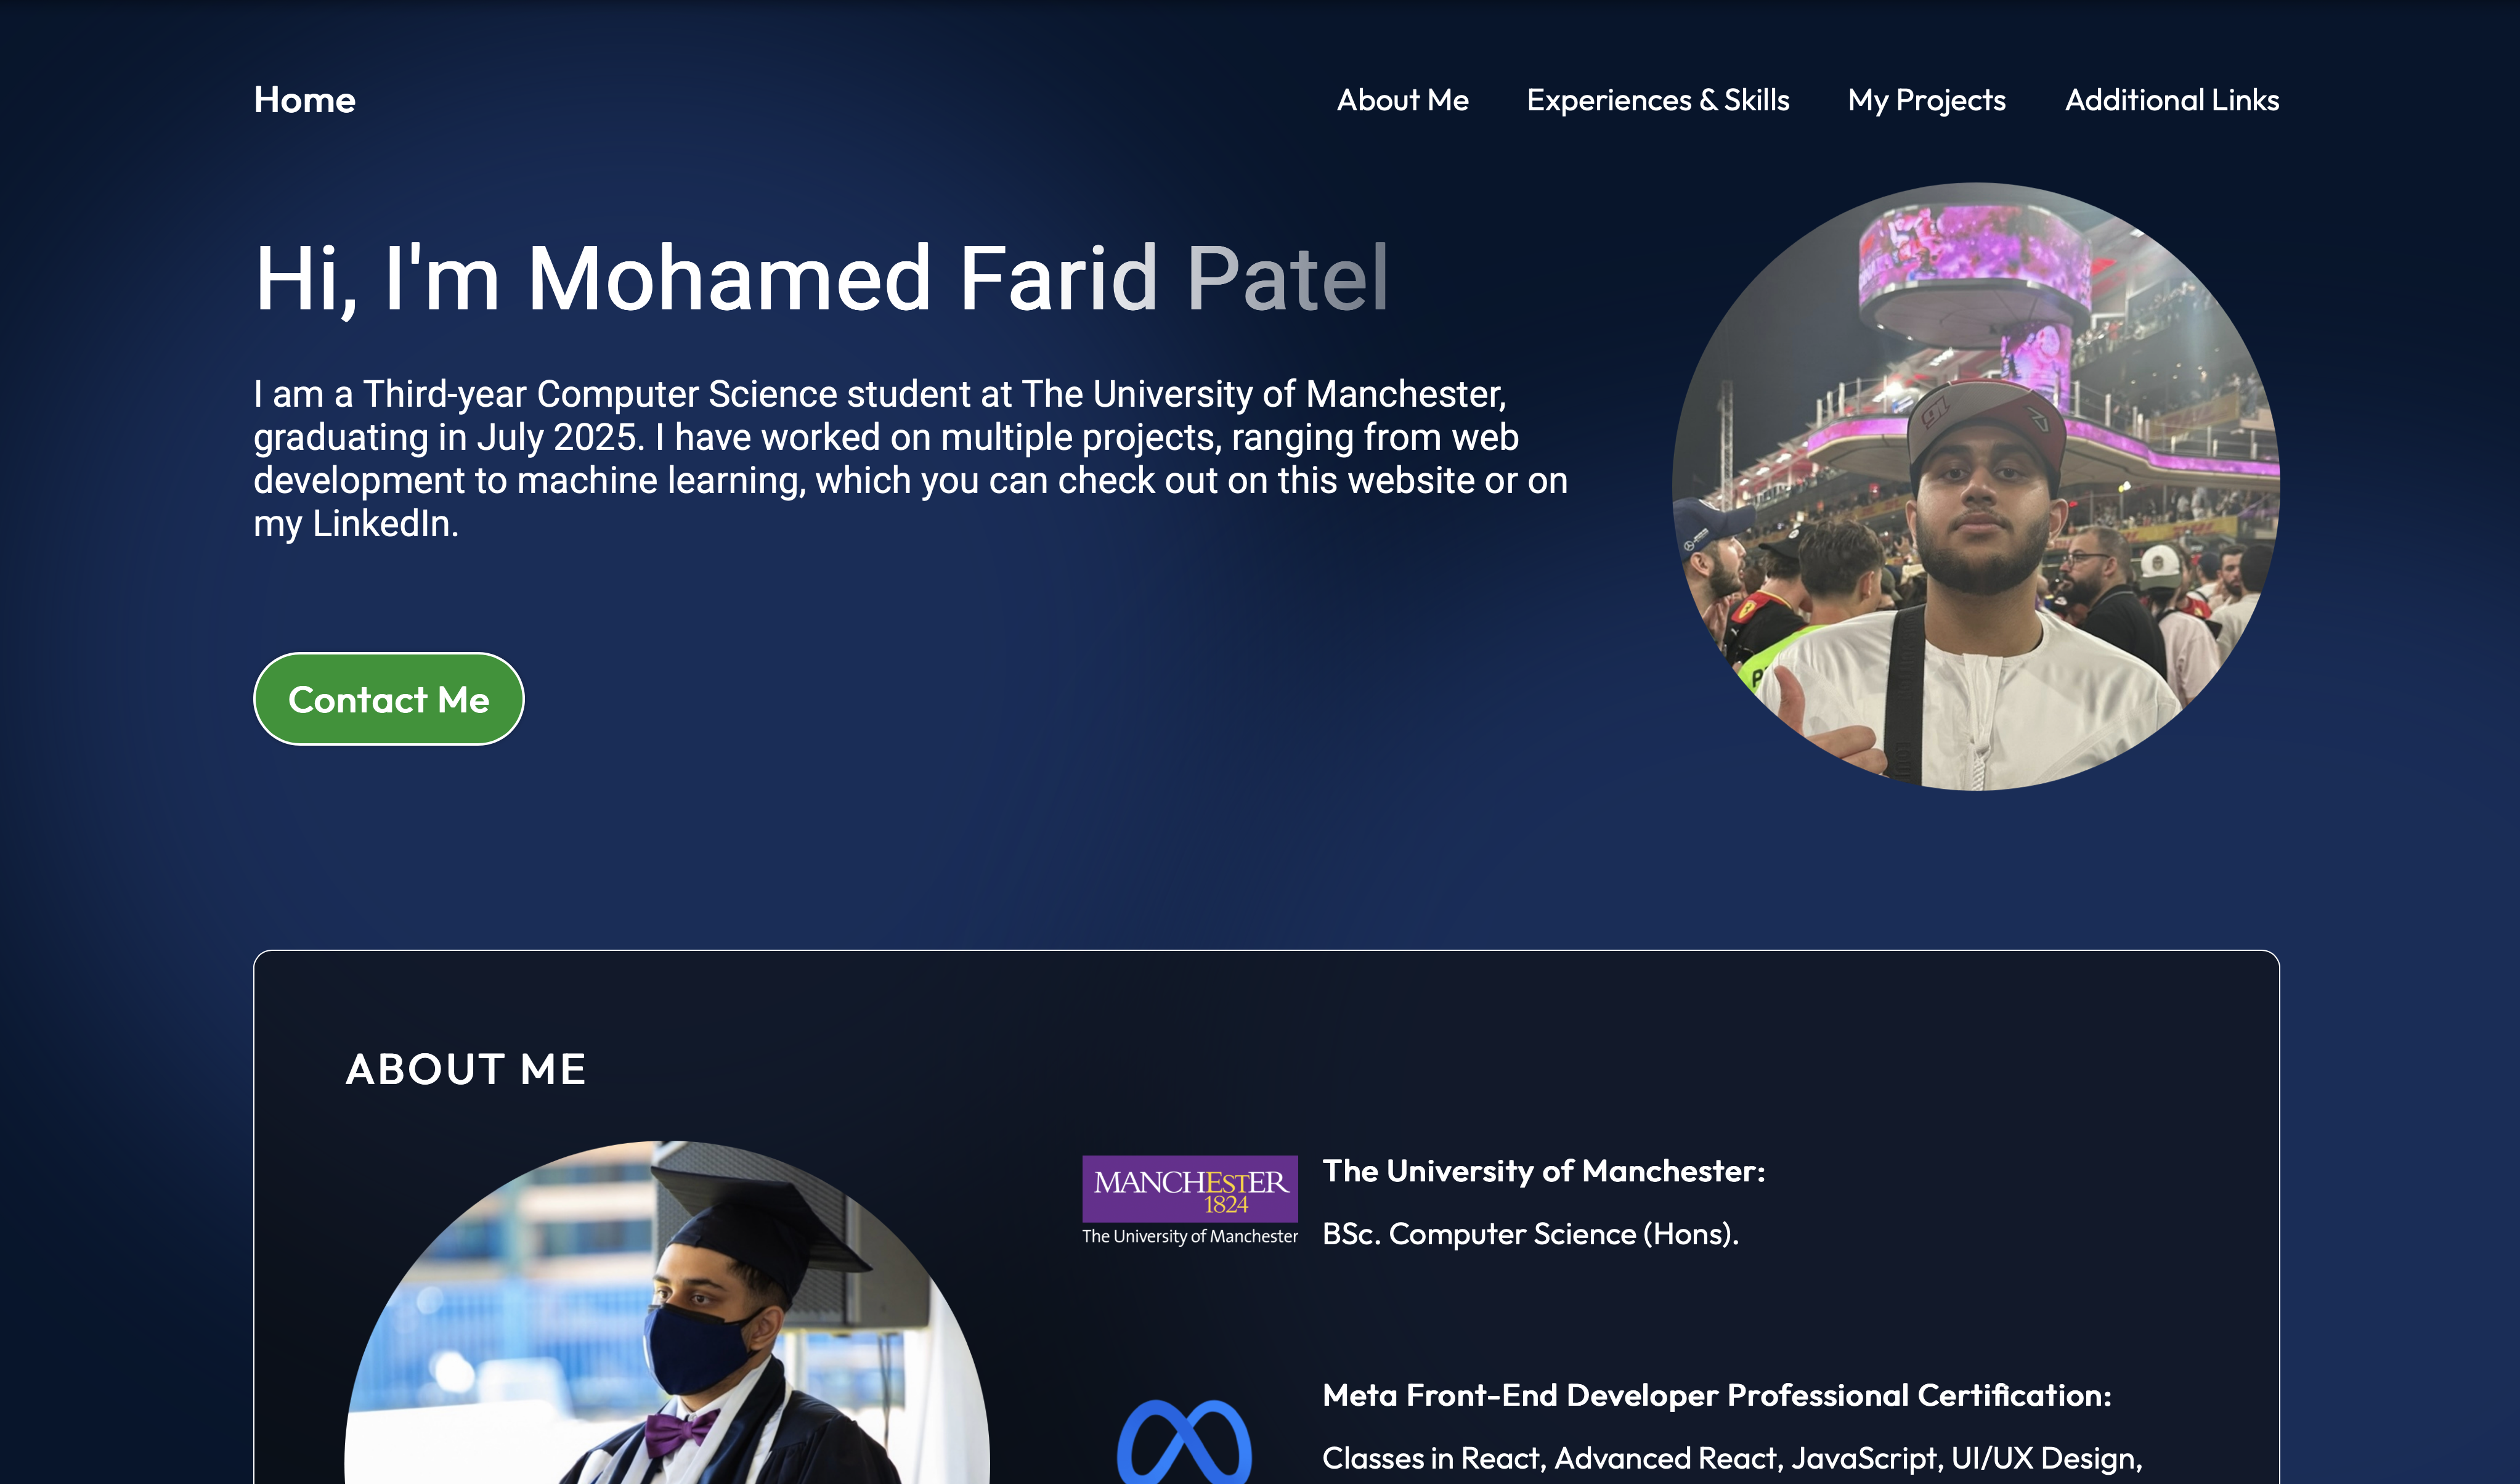 Home
About Me
Experiences & Skills
My Projects
Additional Links
Hi, I'm Mohamed Farid Patel
I am a Third-year Computer Science student at The University of Manchester,
graduating in July 2025. I have worked on multiple projects, ranging from web
development to machine learning, which you can check out on this website or on
my LinkedIn.
Contact Me
ABOUT ME
MANCHESTER
1824
The University of Manchester
The University of Manchester:
BSc. Computer Science (Hons).
Meta Front-End Developer Professional Certification:
Classes in React, Advanced React, JavaScript, UI/UX Design,